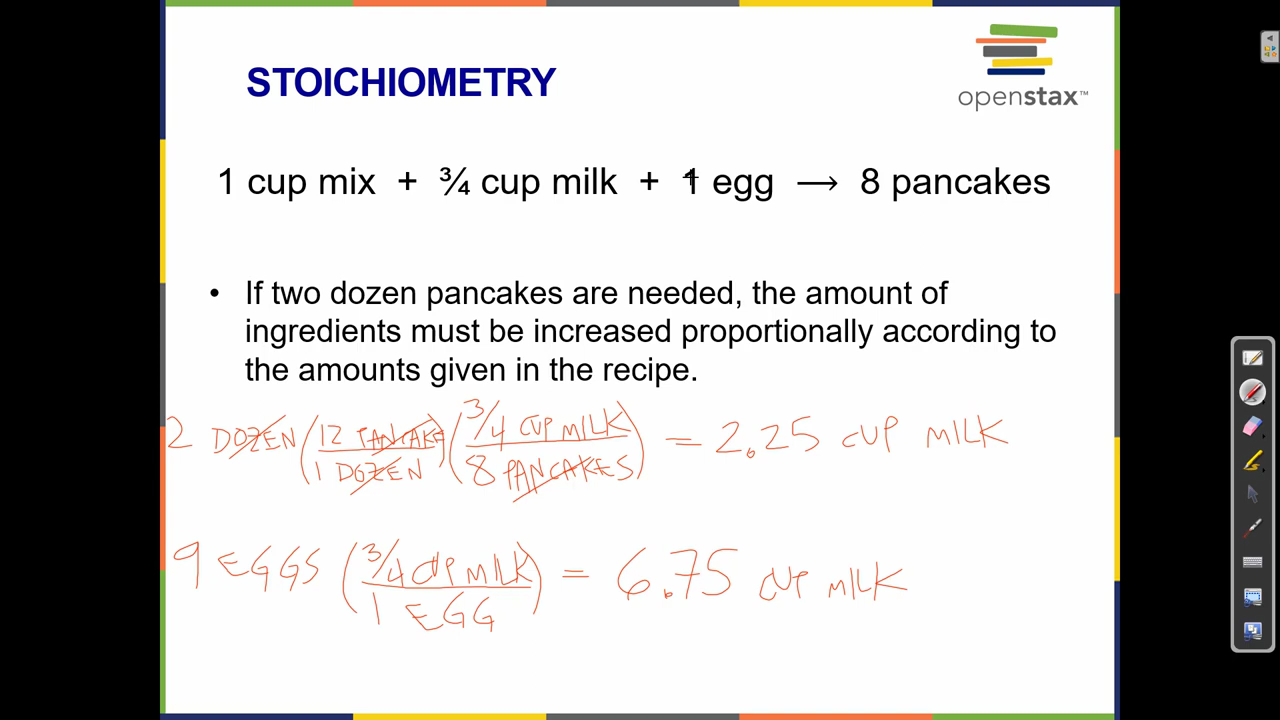 STOICHIOMETRY
openstax™
1 cup mix + ¾ cup milk + 1 egg ⟶ 8 pancakes
• If two dozen pancakes are needed, the amount of
ingredients must be increased proportionally according to
the amounts given in the recipe.
2 DOZEN (12 PANCAKE / 1 DOZEN) (3/4 CUP MILK / 8 PANCAKES) = 2.25 CUP MILK
9 EGGS (3/4 CUP MILK / 1 EGG) = 6.75 CUP MILK